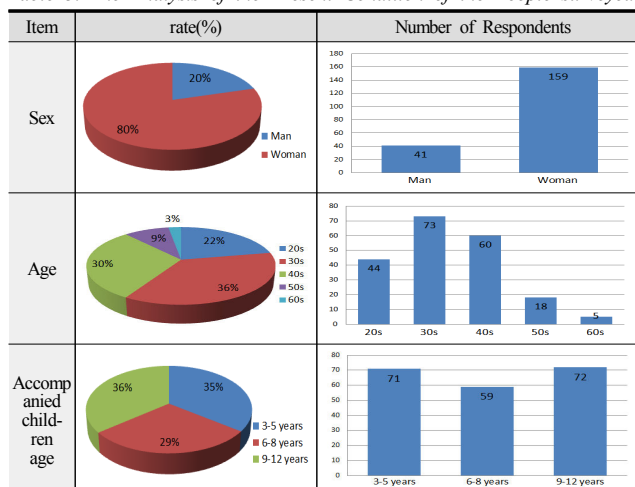 Item rate(%) Number of Respondents
Sex
20%
80%
Man
Woman
180
160
140
120
100
80
60
40
20
0
41
159
Man Woman
Age
3%
9%
22%
30%
36%
20s
30s
40s
50s
60s
80
70
60
50
40
30
20
10
0
44
73
60
18
5
20s 30s 40s 50s 60s
Accomp
anied
child-
ren
age
36%
35%
29%
3-5 years
6-8 years
9-12 years
80
70
60
50
40
30
20
10
0
71
59
72
3-5 years 6-8 years 9-12 years